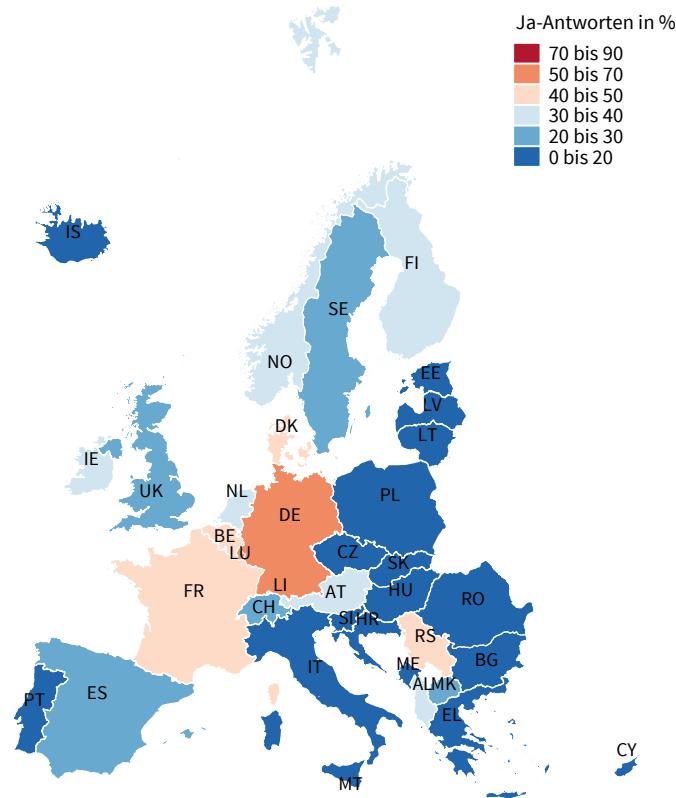 Ja-Antworten in %
70 bis 90
50 bis 70
40 bis 50
30 bis 40
20 bis 30
0 bis 20
IS
FI
SE
NO
EE
LV
DK
LT
IE
NL
UK
PL
DE
BE
LU
CZ
SK
LI
FR
AT
HU
CH
RO
SI
HR
RS
BG
ME
IT
AL
MK
ES
PT
EL
CY
MT